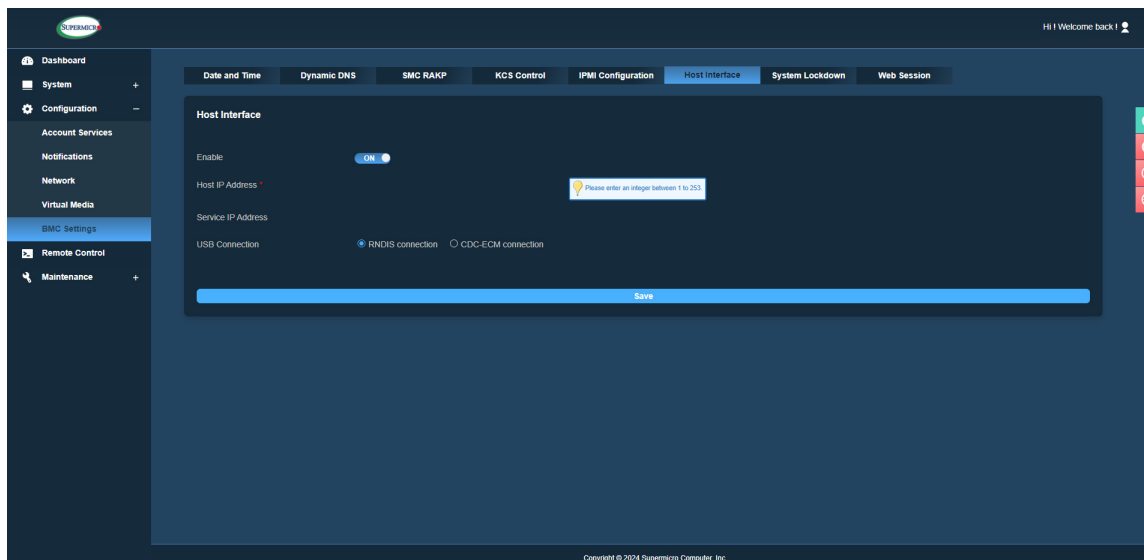 SUPERMICRO
Hi ! Welcome back !
Dashboard
System +
Configuration −
Account Services
Notifications
Network
Virtual Media
BMC Settings
Remote Control
Maintenance +
Date and Time Dynamic DNS SMC RAKP KCS Control IPMI Configuration Host Interface System Lockdown Web Session
Host Interface
Enable ON
Host IP Address * Please enter an integer between 1 to 253.
Service IP Address
USB Connection RNDIS connection CDC-ECM connection
Save
Copyright © 2024 Supermicro Computer, Inc.